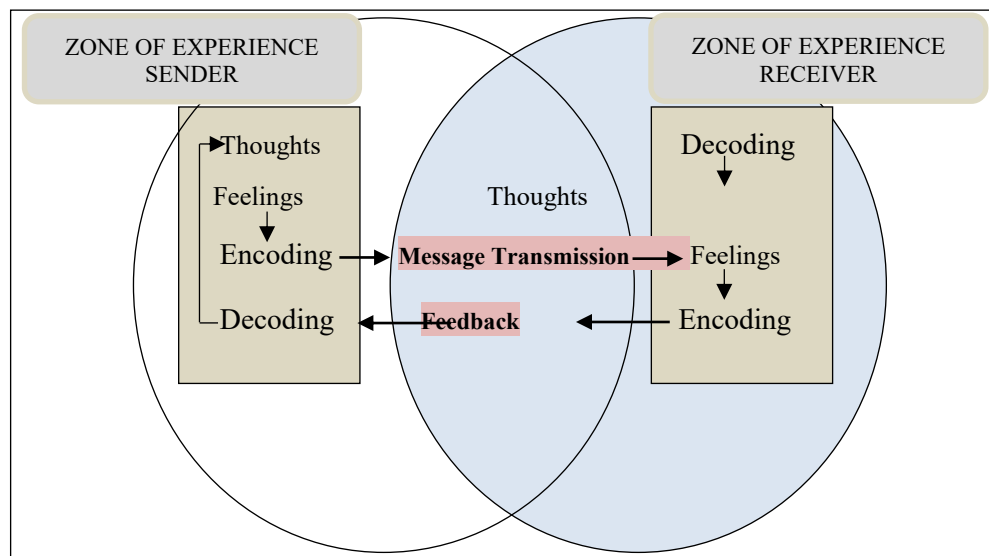 ZONE OF EXPERIENCE
SENDER
ZONE OF EXPERIENCE
RECEIVER
Thoughts
Feelings
Encoding
Decoding
Thoughts
Message Transmission
Feedback
Decoding
Feelings
Encoding